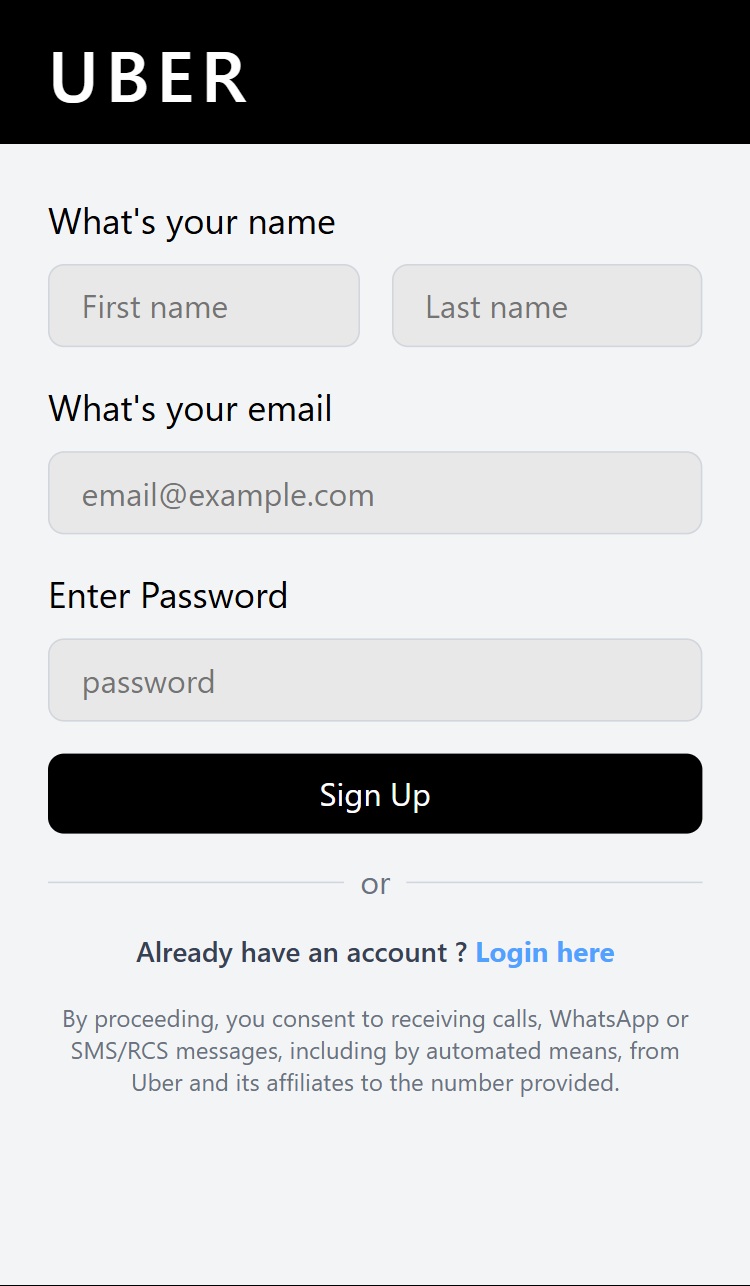 UBER
What's your name
First name Last name
What's your email
email@example.com
Enter Password
password
Sign Up
or
Already have an account ? Login here
By proceeding, you consent to receiving calls, WhatsApp or
SMS/RCS messages, including by automated means, from
Uber and its affiliates to the number provided.